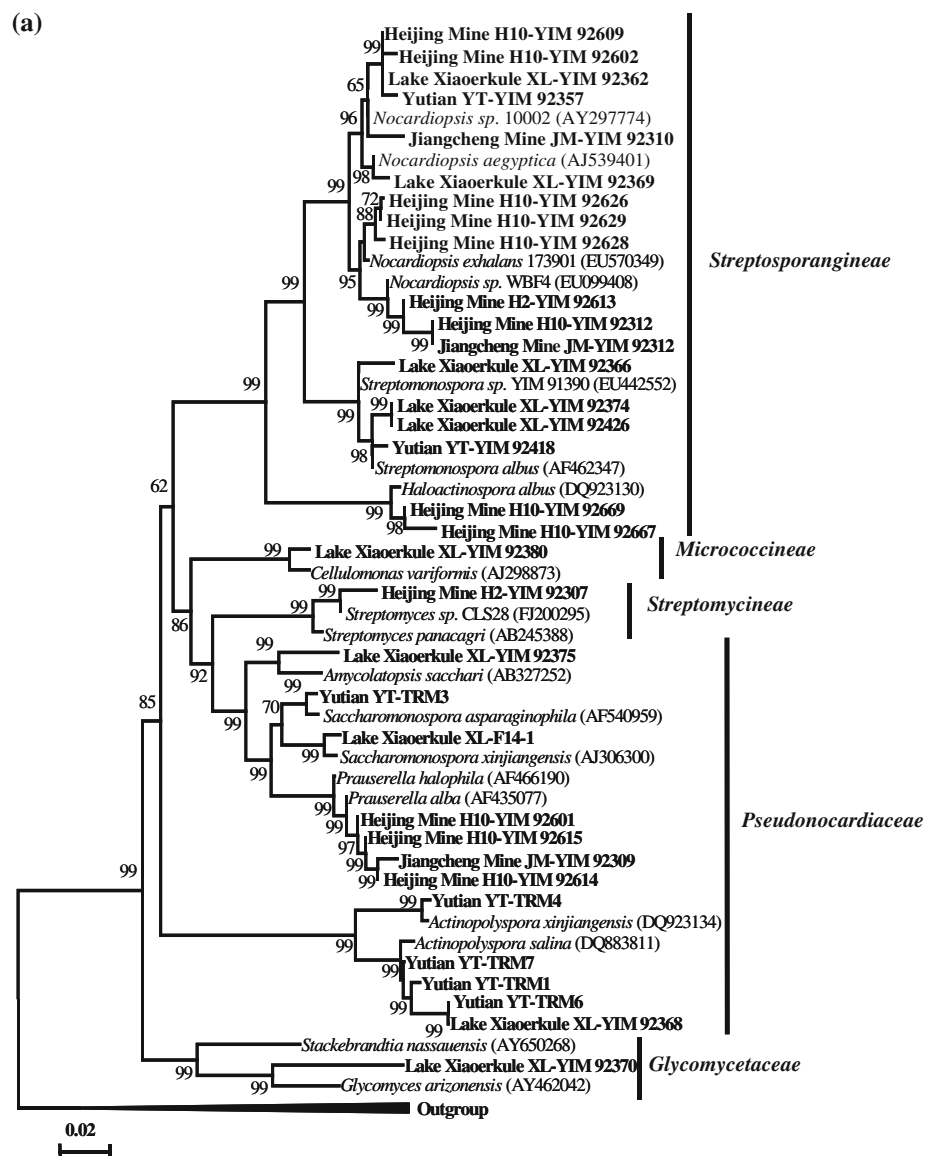 (a)
Heijing Mine H10-YIM 92609
99
Heijing Mine H10-YIM 92602
Lake Xiaoerkule XL-YIM 92362
65
Yutian YT-YIM 92357
96
Nocardiopsis sp. 10002 (AY297774)
Jiangcheng Mine JM-YIM 92310
Nocardiopsis aegyptica (AJ539401)
98
Lake Xiaoerkule XL-YIM 92369
99
72
Heijing Mine H10-YIM 92626
88
Heijing Mine H10-YIM 92629
Heijing Mine H10-YIM 92628
Streptosporangineae
Nocardiopsis exhalans 173901 (EU570349)
95
Nocardiopsis sp. WBF4 (EU099408)
99
99
Heijing Mine H2-YIM 92613
99
Heijing Mine H10-YIM 92312
99
Jiangcheng Mine JM-YIM 92312
Lake Xiaoerkule XL-YIM 92366
99
Streptomonospora sp. YIM 91390 (EU442552)
99
99
Lake Xiaoerkule XL-YIM 92374
Lake Xiaoerkule XL-YIM 92426
Yutian YT-YIM 92418
98
Streptomonospora albus (AF462347)
62
Haloactinospora albus (DQ923130)
99
Heijing Mine H10-YIM 92669
98
Heijing Mine H10-YIM 92667
99
Lake Xiaoerkule XL-YIM 92380
Micrococcineae
Cellulomonas variformis (AJ298873)
99
Heijing Mine H2-YIM 92307
Streptomycineae
99
Streptomyces sp. CLS28 (FJ200295)
86
Streptomyces panacagri (AB245388)
99
Lake Xiaoerkule XL-YIM 92375
92
99
Amycolatopsis sacchari (AB327252)
85
Yutian YT-TRM3
70
99
Saccharomonospora asparaginophila (AF540959)
Lake Xiaoerkule XL-F14-1
99
Saccharomonospora xinjiangensis (AJ306300)
99
Prauserella halophila (AF466190)
99
Prauserella alba (AF435077)
99
Heijing Mine H10-YIM 92601
Pseudonocardiaceae
97
Heijing Mine H10-YIM 92615
99
Jiangcheng Mine JM-YIM 92309
99
99
Heijing Mine H10-YIM 92614
99
Yutian YT-TRM4
Actinopolyspora xinjiangensis (DQ923134)
99
Actinopolyspora salina (DQ883811)
99
Yutian YT-TRM7
Yutian YT-TRM1
99
Yutian YT-TRM6
99
Lake Xiaoerkule XL-YIM 92368
Stackebrandtia nassauensis (AY650268)
99
Lake Xiaoerkule XL-YIM 92370
Glycomycetaceae
99
Glycomyces arizonensis (AY462042)
Outgroup
0.02